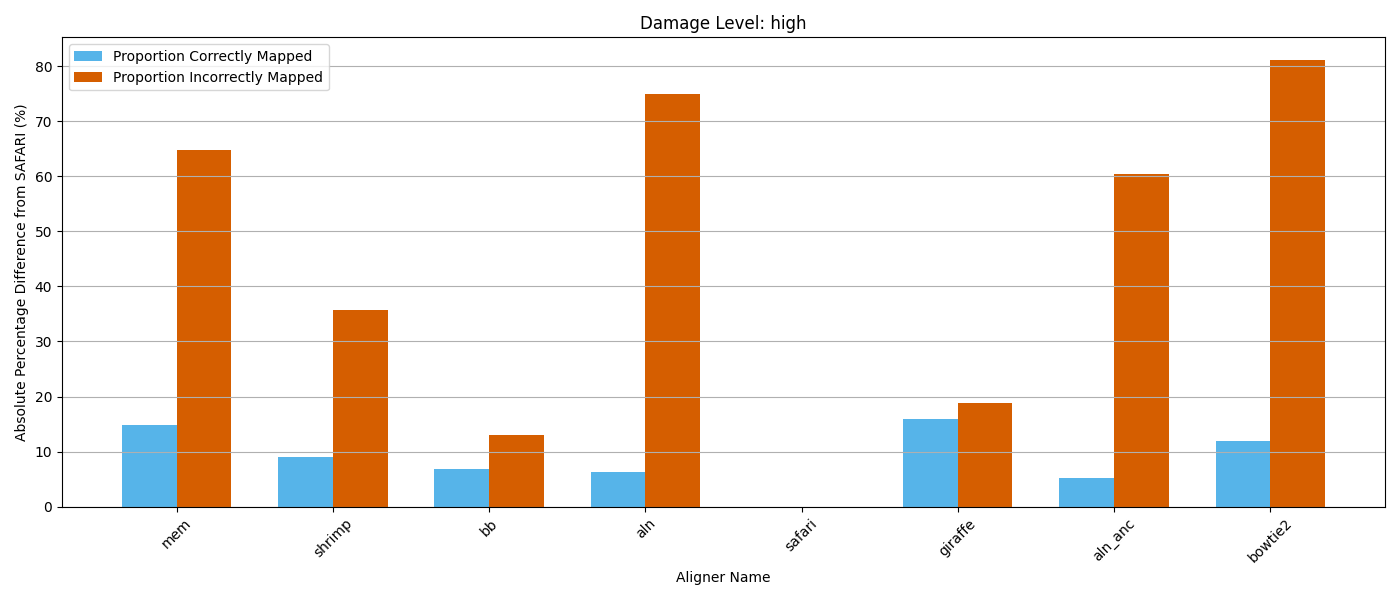 Damage Level: high
Proportion Correctly Mapped
Proportion Incorrectly Mapped
Absolute Percentage Difference from SAFARI (%)
80
70
60
50
40
30
20
10
0
mem
shrimp
bb
aln
safari
giraffe
aln_anc
bowtie2
Aligner Name